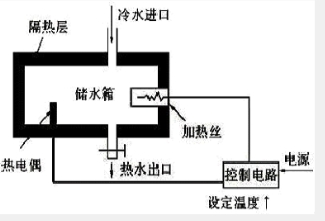 冷水进口
隔热层
储水箱
加热丝
热电偶
热水出口
电源
控制电路
设定温度↑